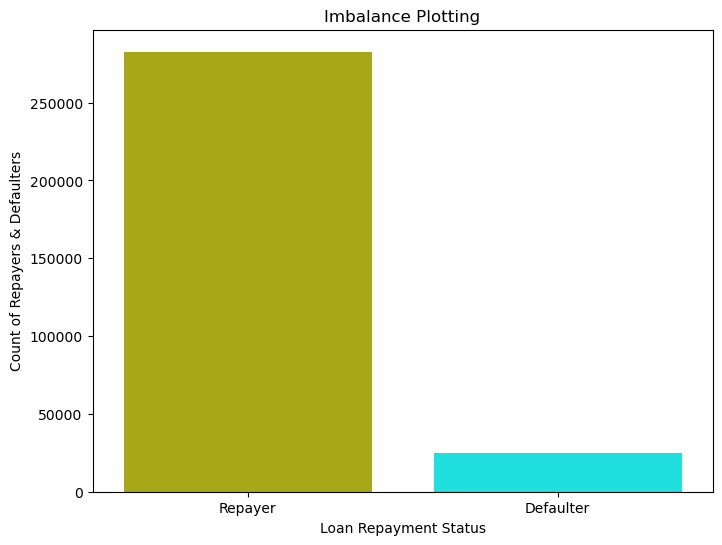 Imbalance Plotting
Count of Repayers & Defaulters
250000
200000
150000
100000
50000
0
Repayer
Defaulter
Loan Repayment Status